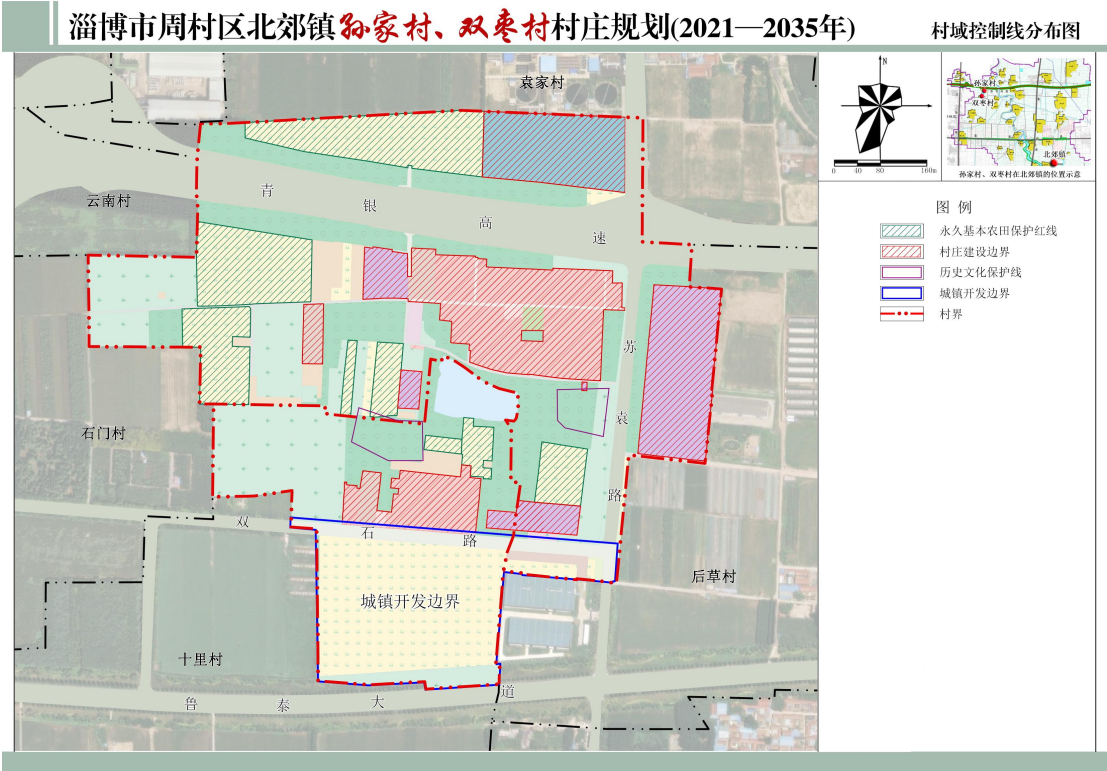 淄博市周村区北郊镇孙家村、双枣村村庄规划(2021—2035年)
村域控制线分布图
袁家村
云南村
青银高速
石门村
苏袁路
双石路
城镇开发边界
后草村
十里村
鲁泰大道
N
0 40 80 160m
孙家村
双枣村
北郊镇
孙家村、双枣村在北郊镇的位置示意
图 例
永久基本农田保护红线
村庄建设边界
历史文化保护线
城镇开发边界
村界